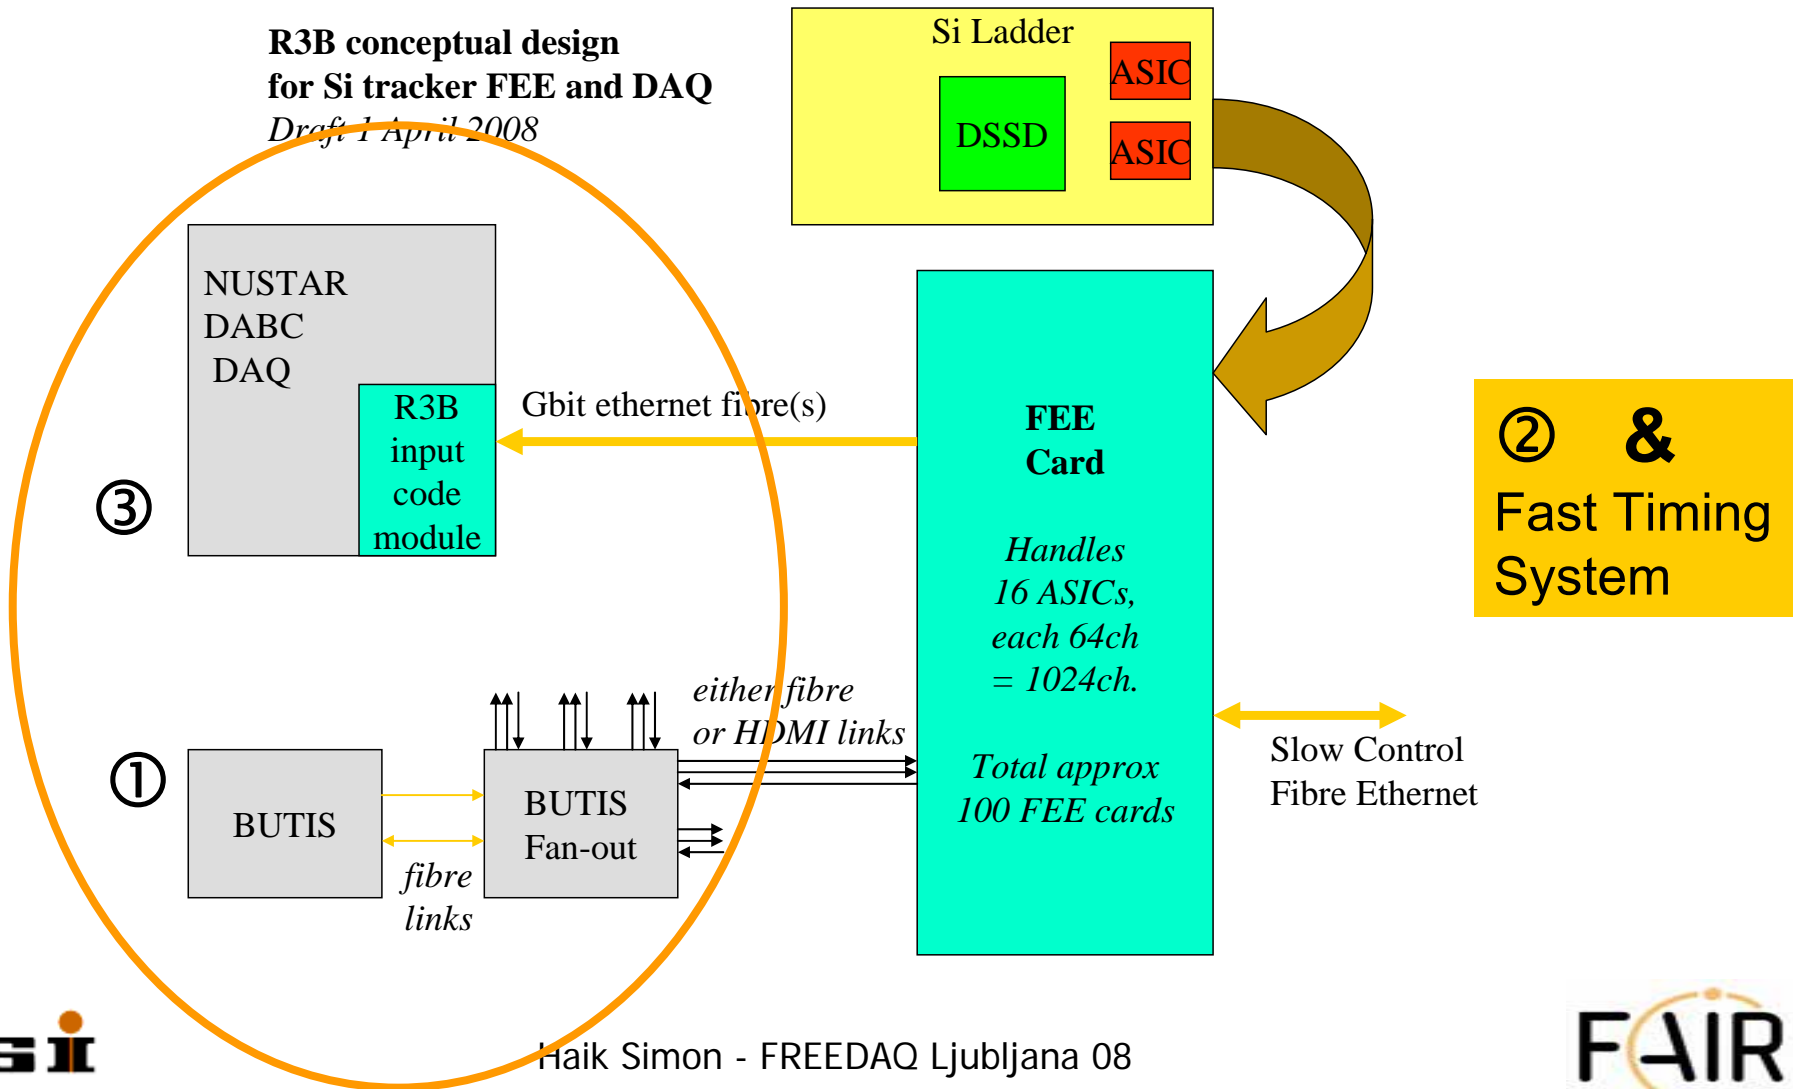 R3B conceptual design
for Si tracker FEE and DAQ
Draft 1 April 2008
Si Ladder
DSSD
ASIC
ASIC
NUSTAR
DABC
DAQ
R3B
input
code
module
③
Gbit ethernet fibre(s)
FEE
Card
Handles
16 ASICs,
each 64ch
= 1024ch.
Total approx
100 FEE cards
② &
Fast Timing
System
①
BUTIS
fibre
links
BUTIS
Fan-out
either fibre
or HDMI links
Slow Control
Fibre Ethernet
Haik Simon - FREEDAQ Ljubljana 08
FAIR